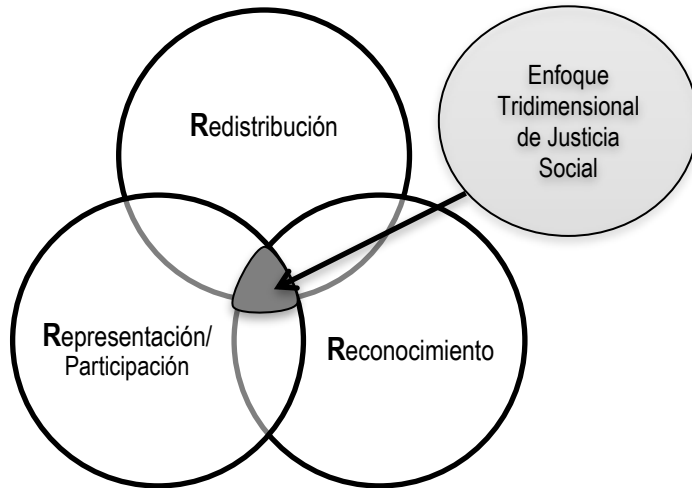 Redistribución
Enfoque
Tridimensional
de Justicia
Social
Representación/
Participación
Reconocimiento